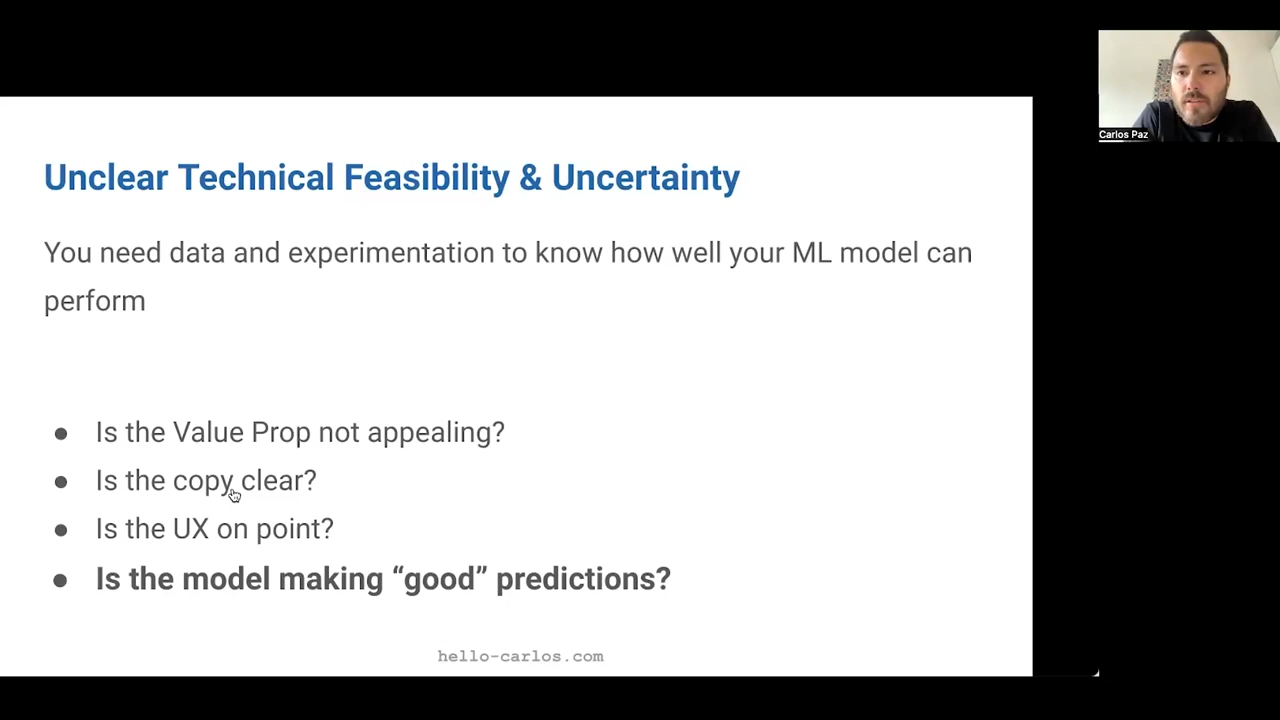 Unclear Technical Feasibility & Uncertainty
You need data and experimentation to know how well your ML model can
perform
● Is the Value Prop not appealing?
● Is the copy clear?
● Is the UX on point?
● Is the model making “good” predictions?
hello-carlos.com
Carlos Paz